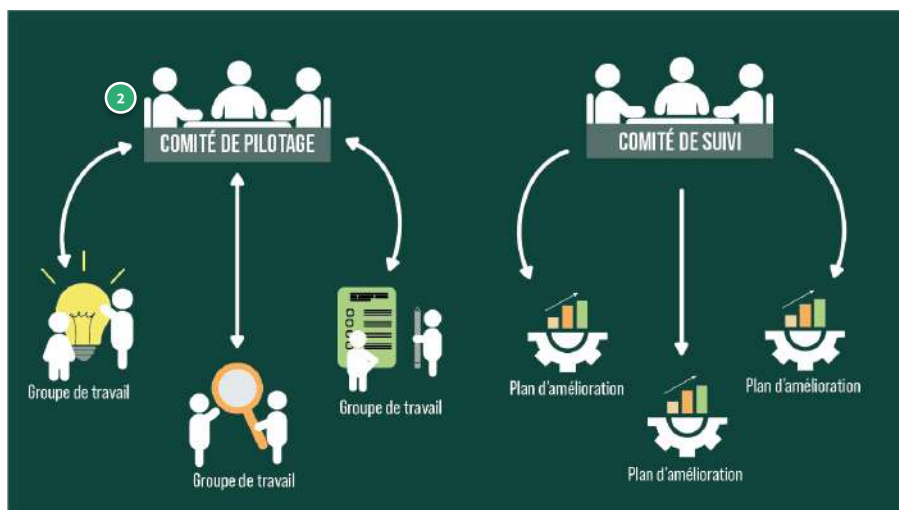 2
COMITÉ DE PILOTAGE
Groupe de travail
Groupe de travail
Groupe de travail
COMITÉ DE SUIVI
Plan d'amélioration
Plan d'amélioration
Plan d'amélioration